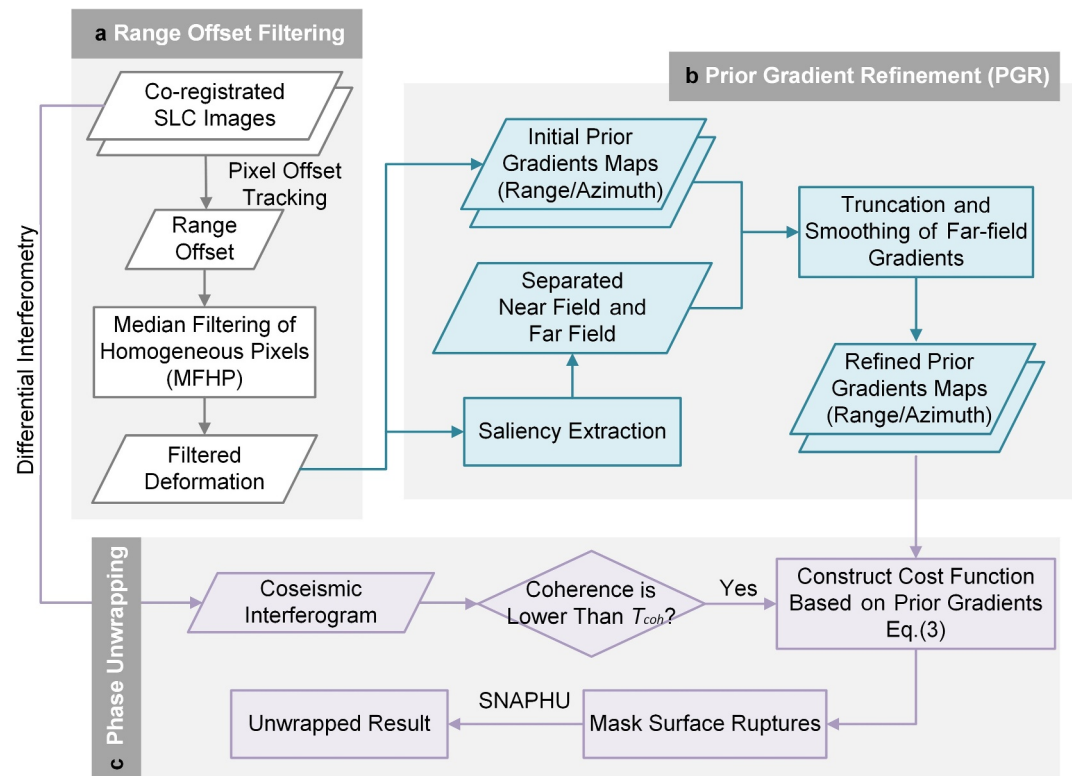 a Range Offset Filtering
Co-registrated
SLC Images
Pixel Offset
Tracking
Range
Offset
Median Filtering of
Homogeneous Pixels
(MFHP)
Filtered
Deformation
Differential Interferometry
b Prior Gradient Refinement (PGR)
Initial Prior
Gradients Maps
(Range/Azimuth)
Separated
Near Field and
Far Field
Saliency Extraction
Truncation and
Smoothing of Far-field
Gradients
Refined Prior
Gradients Maps
(Range/Azimuth)
c Phase Unwrapping
Coseismic
Interferogram
Coherence is
Lower Than Tcoh?
Yes
Construct Cost Function
Based on Prior Gradients
Eq.(3)
Mask Surface Ruptures
SNAPHU
Unwrapped Result